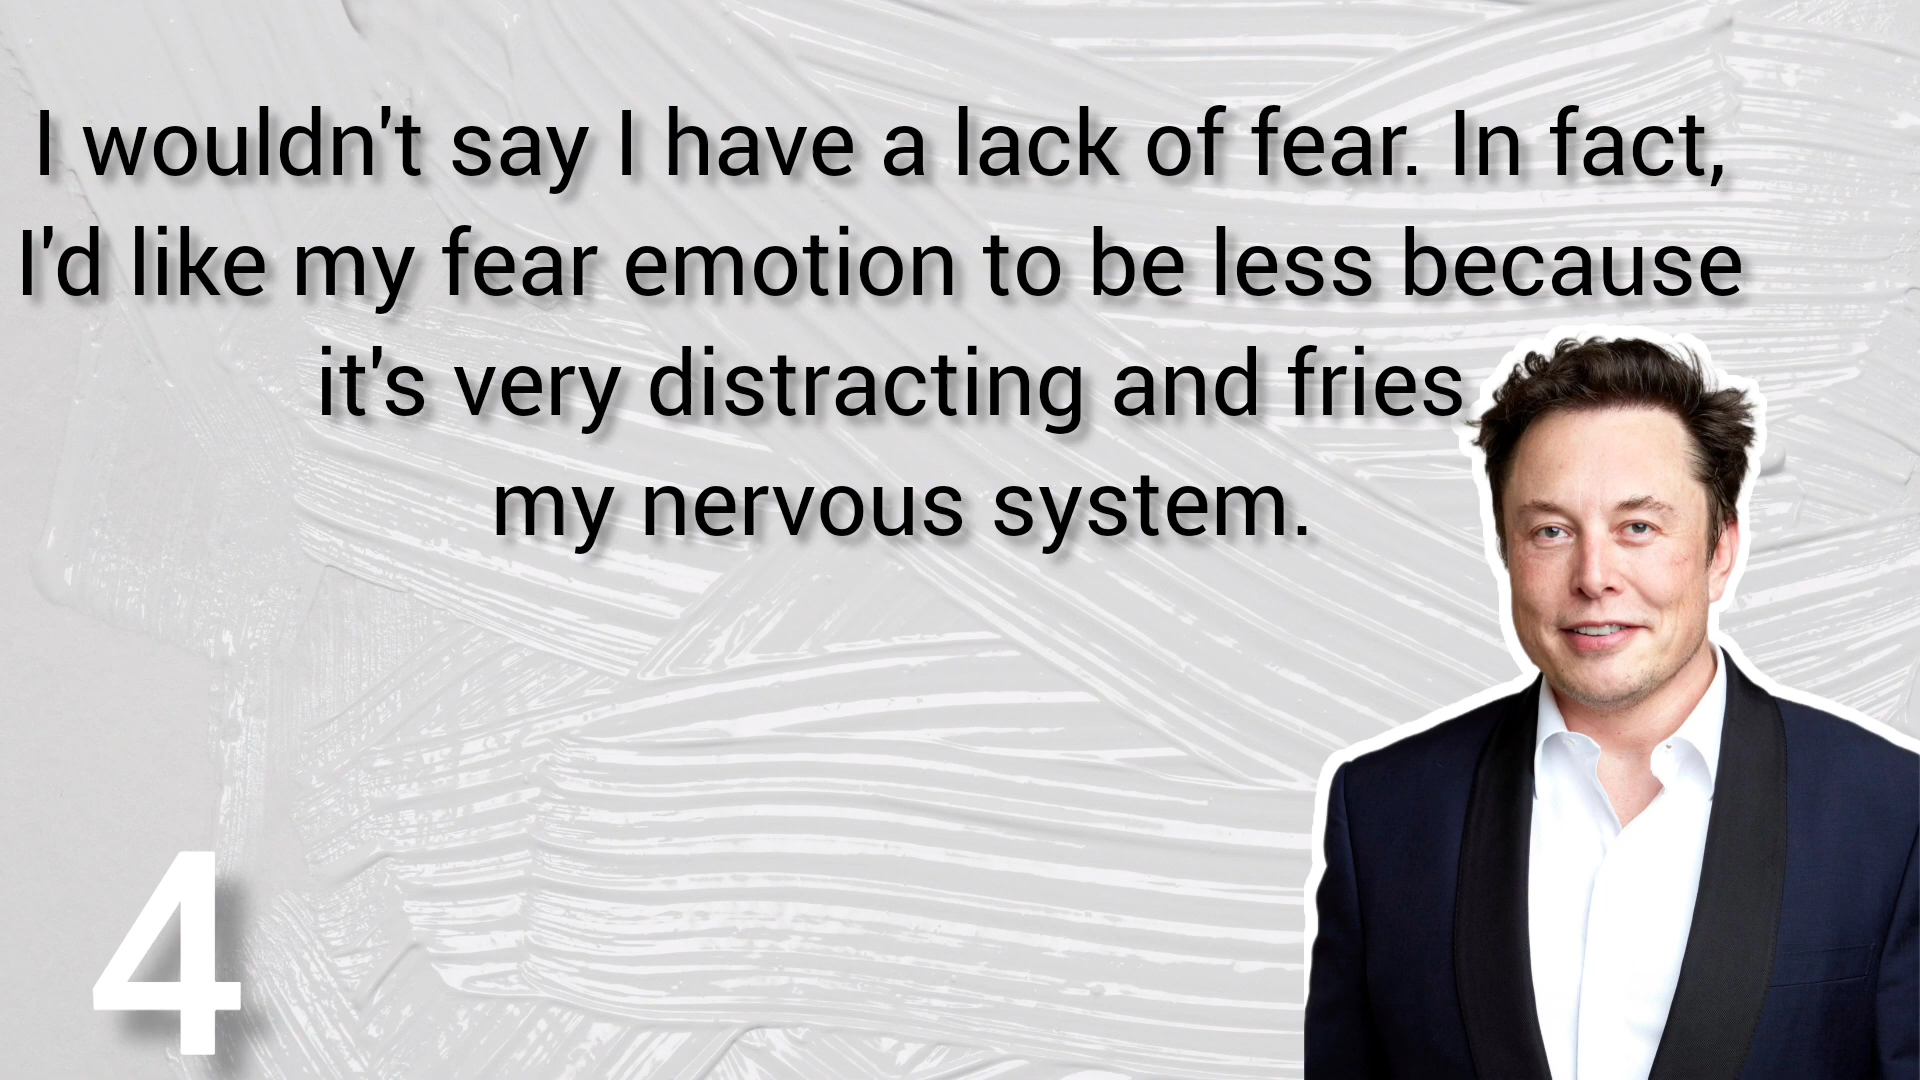 I wouldn't say I have a lack of fear. In fact,
I'd like my fear emotion to be less because
it's very distracting and fries
my nervous system.
4